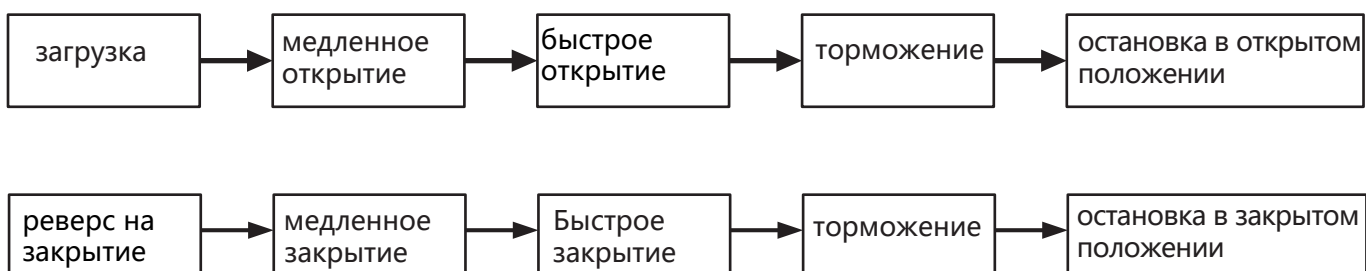 загрузка
медленное
открытие
быстрое
открытие
торможение
остановка в открытом
положении
реверс на
закрытие
медленное
закрытие
Быстрое
закрытие
торможение
остановка в закрытом
положении